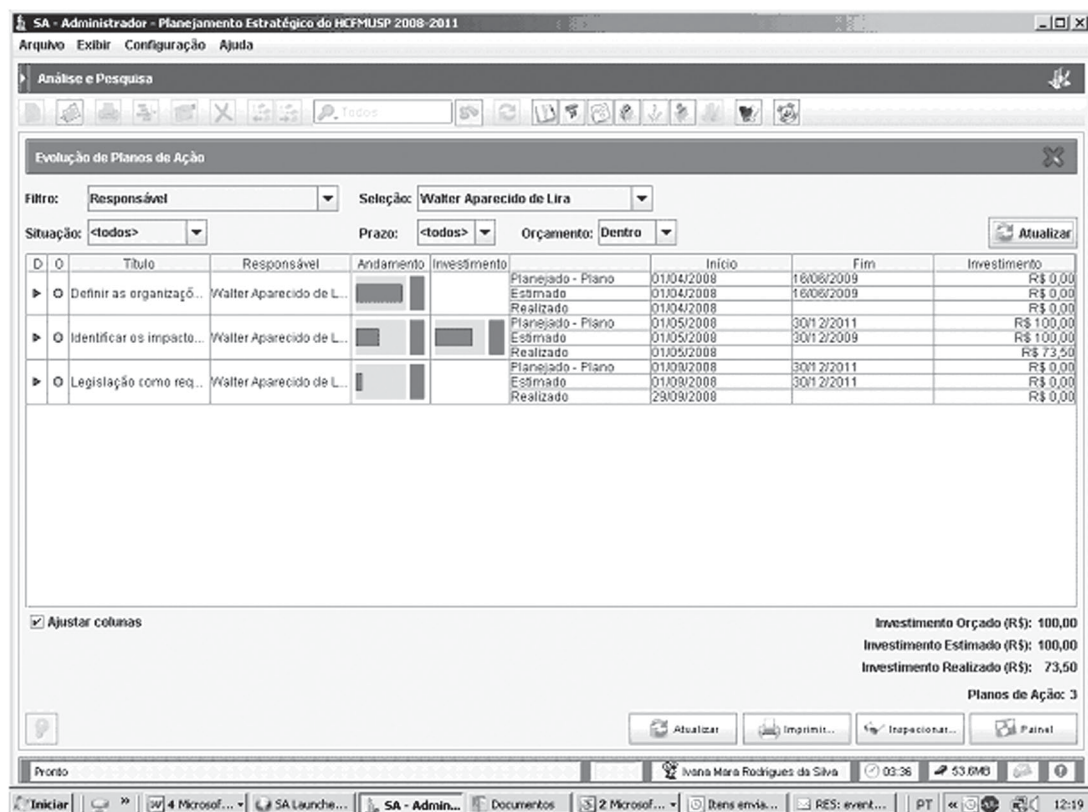 SA - Administrador - Planejamento Estratégico do HCFMUSP 2008-2011
Arquivo Exibir Configuração Ajuda
Análise e Pesquisa
Todos
Evolução de Planos de Ação
Filtro: Responsável Seleção: Walter Aparecido de Lira
Situação: <todos> Prazo: <todos> Orçamento: Dentro Atualizar
D O Título Responsável Andamento Investimento Início Fim Investimento
Planejado - Plano 01/04/2008 16/06/2009 R$ 0,00
Definir as organizaçõ... Walter Aparecido de L... Estimado 01/04/2008 16/06/2009 R$ 0,00
Realizado 01/04/2008 R$ 0,00
Planejado - Plano 01/05/2008 30/12/2011 R$ 100,00
Identificar os impacto... Walter Aparecido de L... Estimado 01/05/2008 30/12/2009 R$ 100,00
Realizado 01/05/2008 R$ 73,50
Planejado - Plano 01/09/2008 30/12/2011 R$ 0,00
Legislação como req... Walter Aparecido de L... Estimado 01/09/2008 30/12/2011 R$ 0,00
Realizado 29/09/2008 R$ 0,00
Ajustar colunas
Investimento Orçado (R$): 100,00
Investimento Estimado (R$): 100,00
Investimento Realizado (R$): 73,50
Planos de Ação: 3
Atualizar Imprimir... Inspecionar... Painel
Pronto Ivana Mara Rodrigues da Silva 03:36 53.6MB
Iniciar » 4 Microsof... SA Launche... SA - Admin... Documentos 2 Microsof... Itens envia... RES: event... PT « 12:19